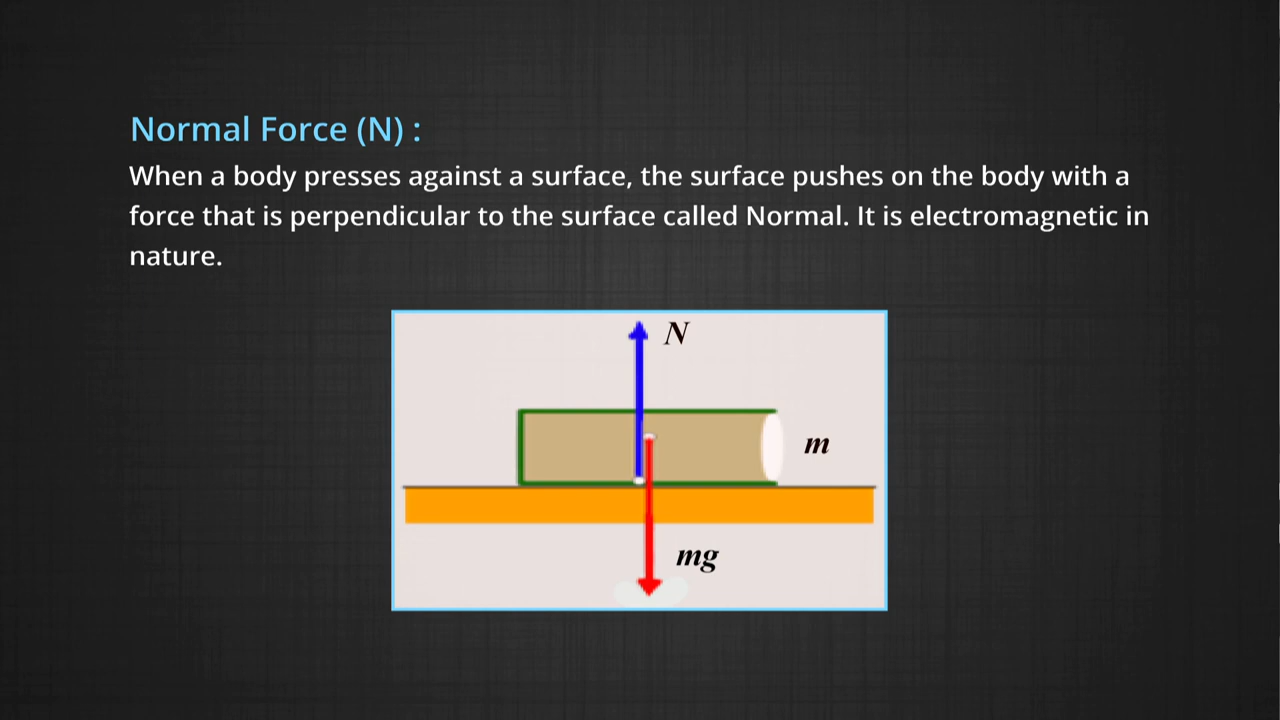 Normal Force (N) :
When a body presses against a surface, the surface pushes on the body with a
force that is perpendicular to the surface called Normal. It is electromagnetic in
nature.
N
m
mg